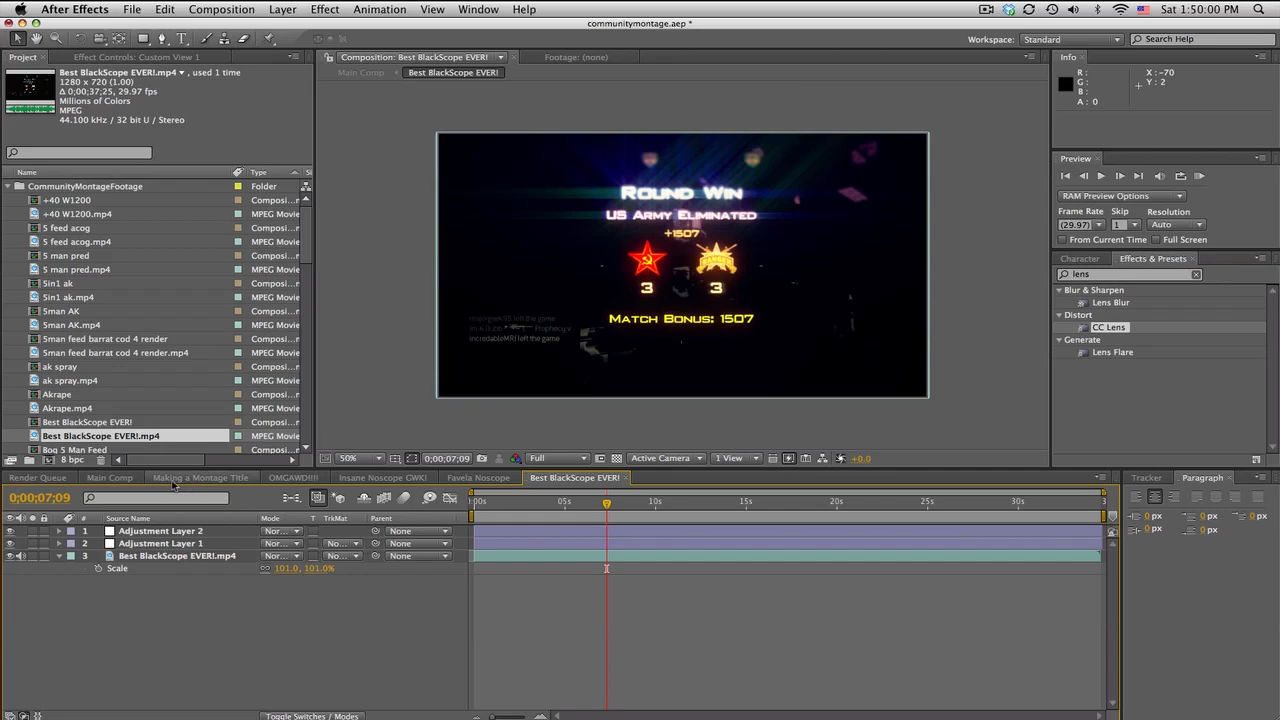 After Effects File Edit Composition Layer Effect Animation View Window Help Sat 1:50:00 PM
communitymontage.aep *
Workspace: Standard Search Help
Project Effect Controls: Custom View 1
Composition: Best BlackScope EVER! Footage: (none)
Main Comp Best BlackScope EVER!
Best BlackScope EVER!.mp4 , used 1 time
1280 x 720 (1.00)
Δ 0;00;37;25, 29.97 fps
Millions of Colors
MPEG
44.100 kHz / 32 bit U / Stereo
Name Type Si
CommunityMontageFootage Folder
+40 W1200 Composi...
+40 W1200.mp4 MPEG Movie
5 feed acog Composi...
5 feed acog.mp4 MPEG Movie
5 man pred Composi...
5 man pred.mp4 MPEG Movie
5in1 ak Composi...
5in1 ak.mp4 MPEG Movie
5man AK Composi...
5man AK.mp4 MPEG Movie
5man feed barrat cod 4 render Composi...
5man feed barrat cod 4 render.mp4 MPEG Movie
ak spray Composi...
ak spray.mp4 MPEG Movie
Akrape Composi...
Akrape.mp4 MPEG Movie
Best BlackScope EVER! Composi...
Best BlackScope EVER!.mp4 MPEG Movie
Bog 5 Man Feed Composi...
8 bpc
Round Win
US Army Eliminated
+1507
RANGERS
3 3
Match Bonus: 1507
incredableMRI left the game
50% 0;00;07;09 Full Active Camera 1 View +0.0
Info
R : X : -70
G : Y : 2
B :
A : 0
Preview
RAM Preview Options
Frame Rate Skip Resolution
(29.97) 1 Auto
From Current Time Full Screen
Character Effects & Presets
lens
Blur & Sharpen
Lens Blur
Distort
CC Lens
Generate
Lens Flare
Render Queue Main Comp Making a Montage Title OMGAWD!!!! Insane Noscope GWKI Favela Noscope Best BlackScope EVER!
Tracker Paragraph
0;00;07;09
:00s 05s 10s 15s 20s 25s 30s 3
# Source Name Mode T TrkMat Parent
1 Adjustment Layer 2 Nor... None
2 Adjustment Layer 1 Nor... No... None
3 Best BlackScope EVER!.mp4 Nor... No... None
Scale 101.0, 101.0%
0 px 0 px 0 px
0 px 0 px
Toggle Switches / Modes